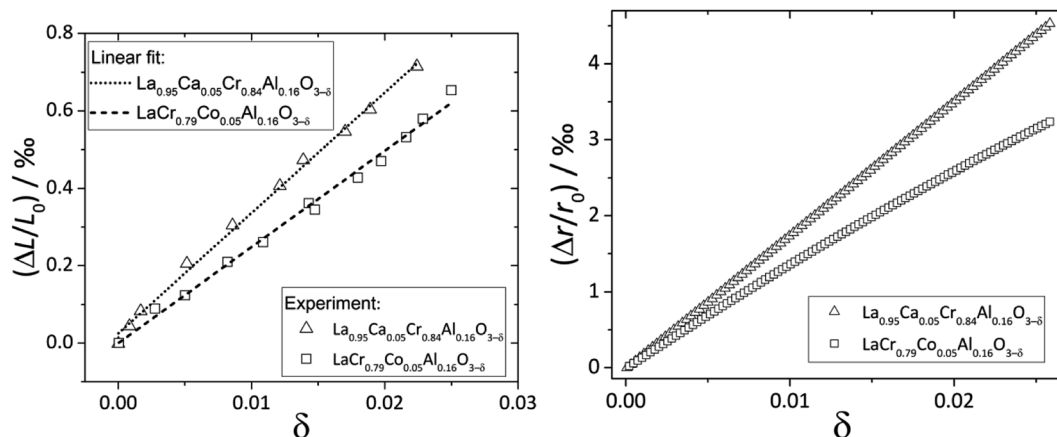 0.8
0.6
0.4
0.2
0.0
(ΔL/L₀) / ‰
Linear fit:
La₀.₉₅Ca₀.₀₅Cr₀.₈₄Al₀.₁₆O₃₋δ
LaCr₀.₇₉Co₀.₀₅Al₀.₁₆O₃₋δ
Experiment:
La₀.₉₅Ca₀.₀₅Cr₀.₈₄Al₀.₁₆O₃₋δ
LaCr₀.₇₉Co₀.₀₅Al₀.₁₆O₃₋δ
0.00 0.01 0.02 0.03
δ
4
3
2
1
0
(Δr/r₀) / ‰
La₀.₉₅Ca₀.₀₅Cr₀.₈₄Al₀.₁₆O₃₋δ
LaCr₀.₇₉Co₀.₀₅Al₀.₁₆O₃₋δ
0.00 0.01 0.02
δ